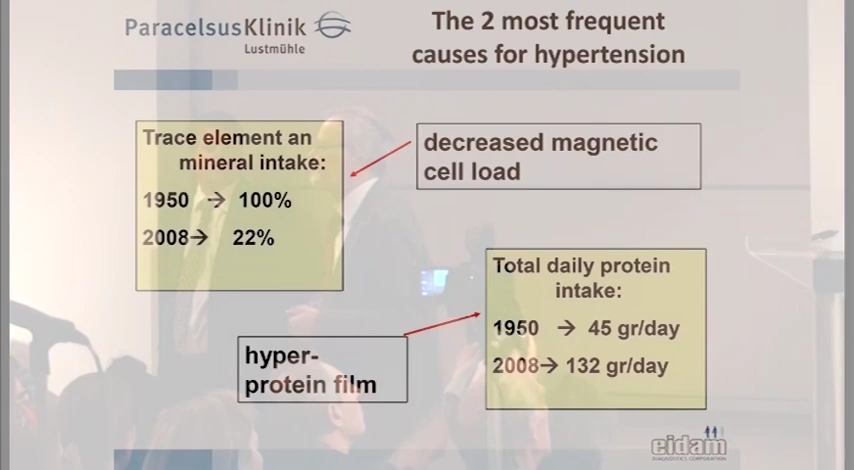 ParacelsusKlinik
Lustmühle
The 2 most frequent
causes for hypertension
Trace element an
mineral intake:
1950 → 100%
2008→ 22%
decreased magnetic
cell load
Total daily protein
intake:
1950 → 45 gr/day
2008→ 132 gr/day
hyper-
protein film
eidam
DIAGNOSTICS CORPORATION